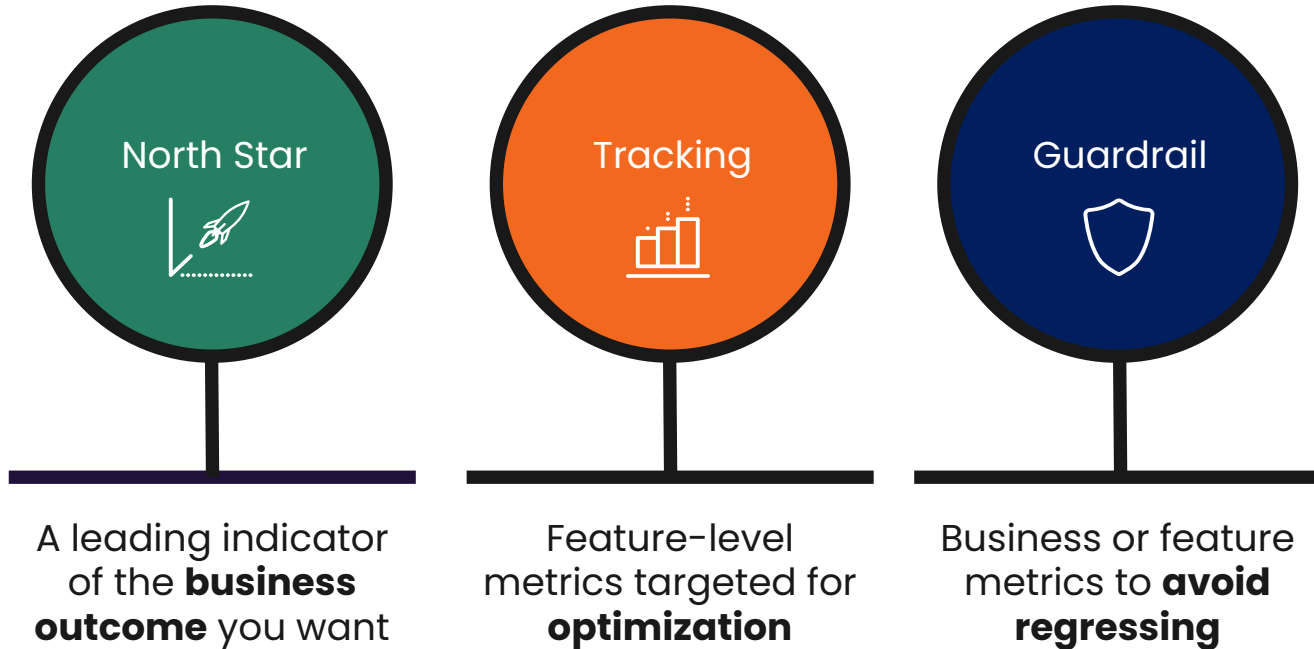 North Star
A leading indicator
of the business
outcome you want
Tracking
Feature-level
metrics targeted for
optimization
Guardrail
Business or feature
metrics to avoid
regressing